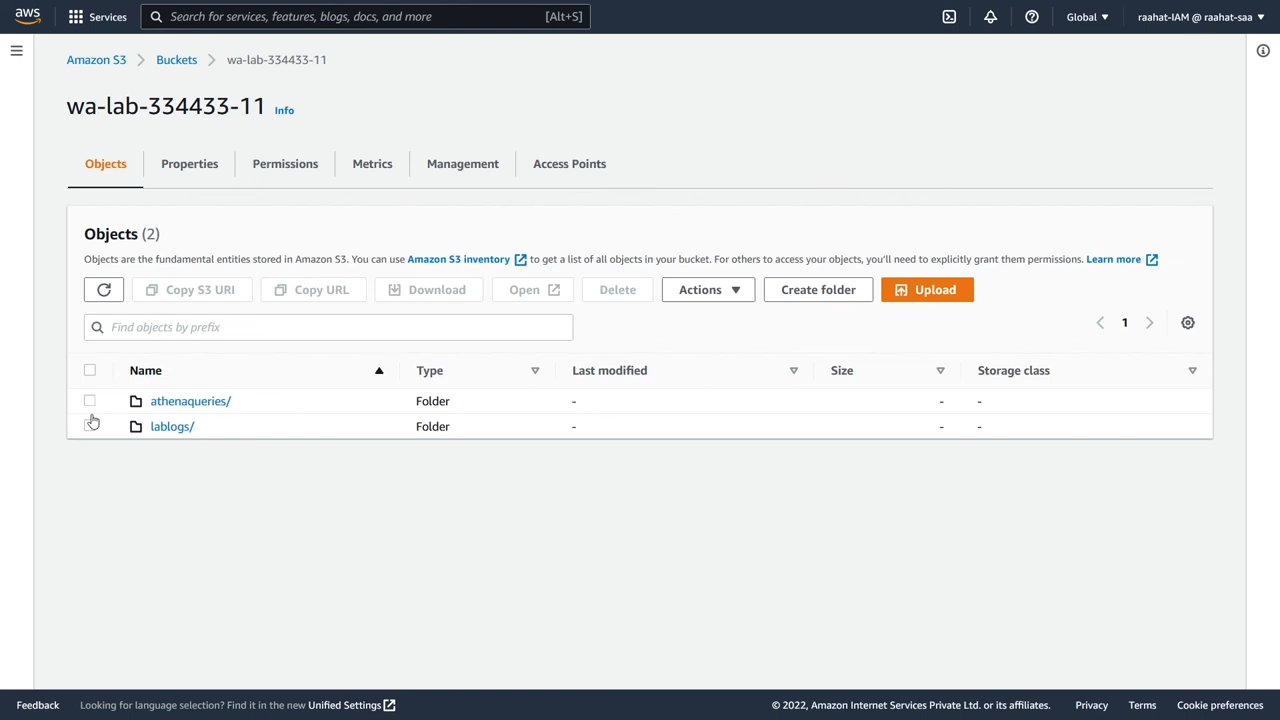 aws Services Search for services, features, blogs, docs, and more [Alt+S] Global raahat-IAM @ raahat-saa
Amazon S3 Buckets wa-lab-334433-11
wa-lab-334433-11 Info
Objects Properties Permissions Metrics Management Access Points
Objects (2)
Objects are the fundamental entities stored in Amazon S3. You can use Amazon S3 inventory to get a list of all objects in your bucket. For others to access your objects, you'll need to explicitly grant them permissions. Learn more
Copy S3 URI Copy URL Download Open Delete Actions Create folder Upload
Find objects by prefix 1
Name Type Last modified Size Storage class
athenaqueries/ Folder - - -
lablogs/ Folder - - -
Feedback Looking for language selection? Find it in the new Unified Settings © 2022, Amazon Internet Services Private Ltd. or its affiliates. Privacy Terms Cookie preferences